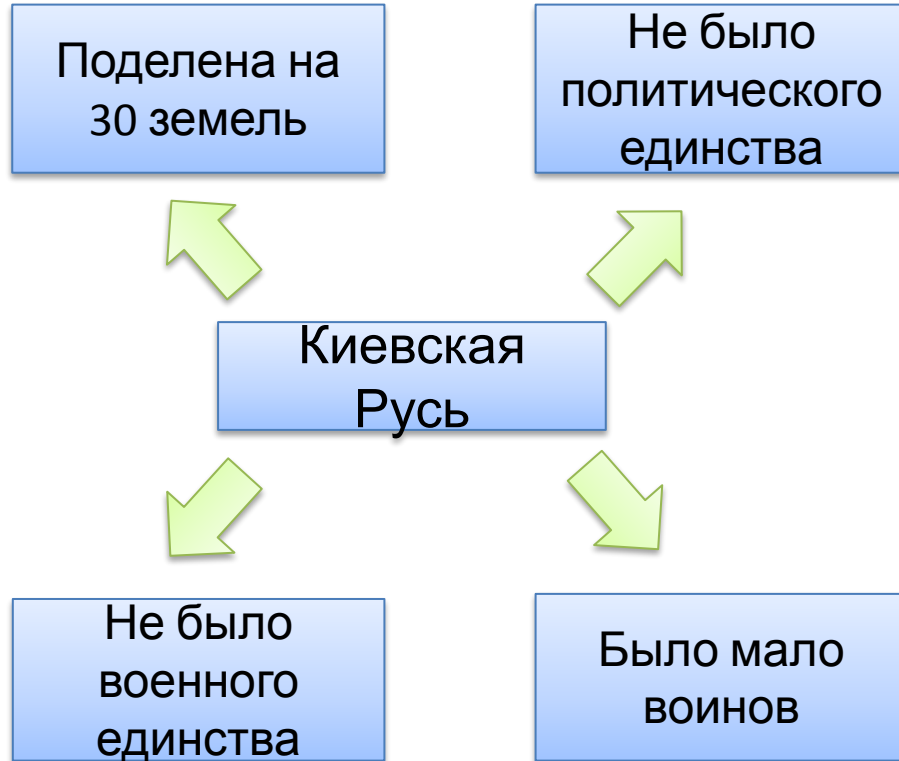 Поделена на
30 земель
Не было
политического
единства
Киевская
Русь
Не было
военного
единства
Было мало
воинов